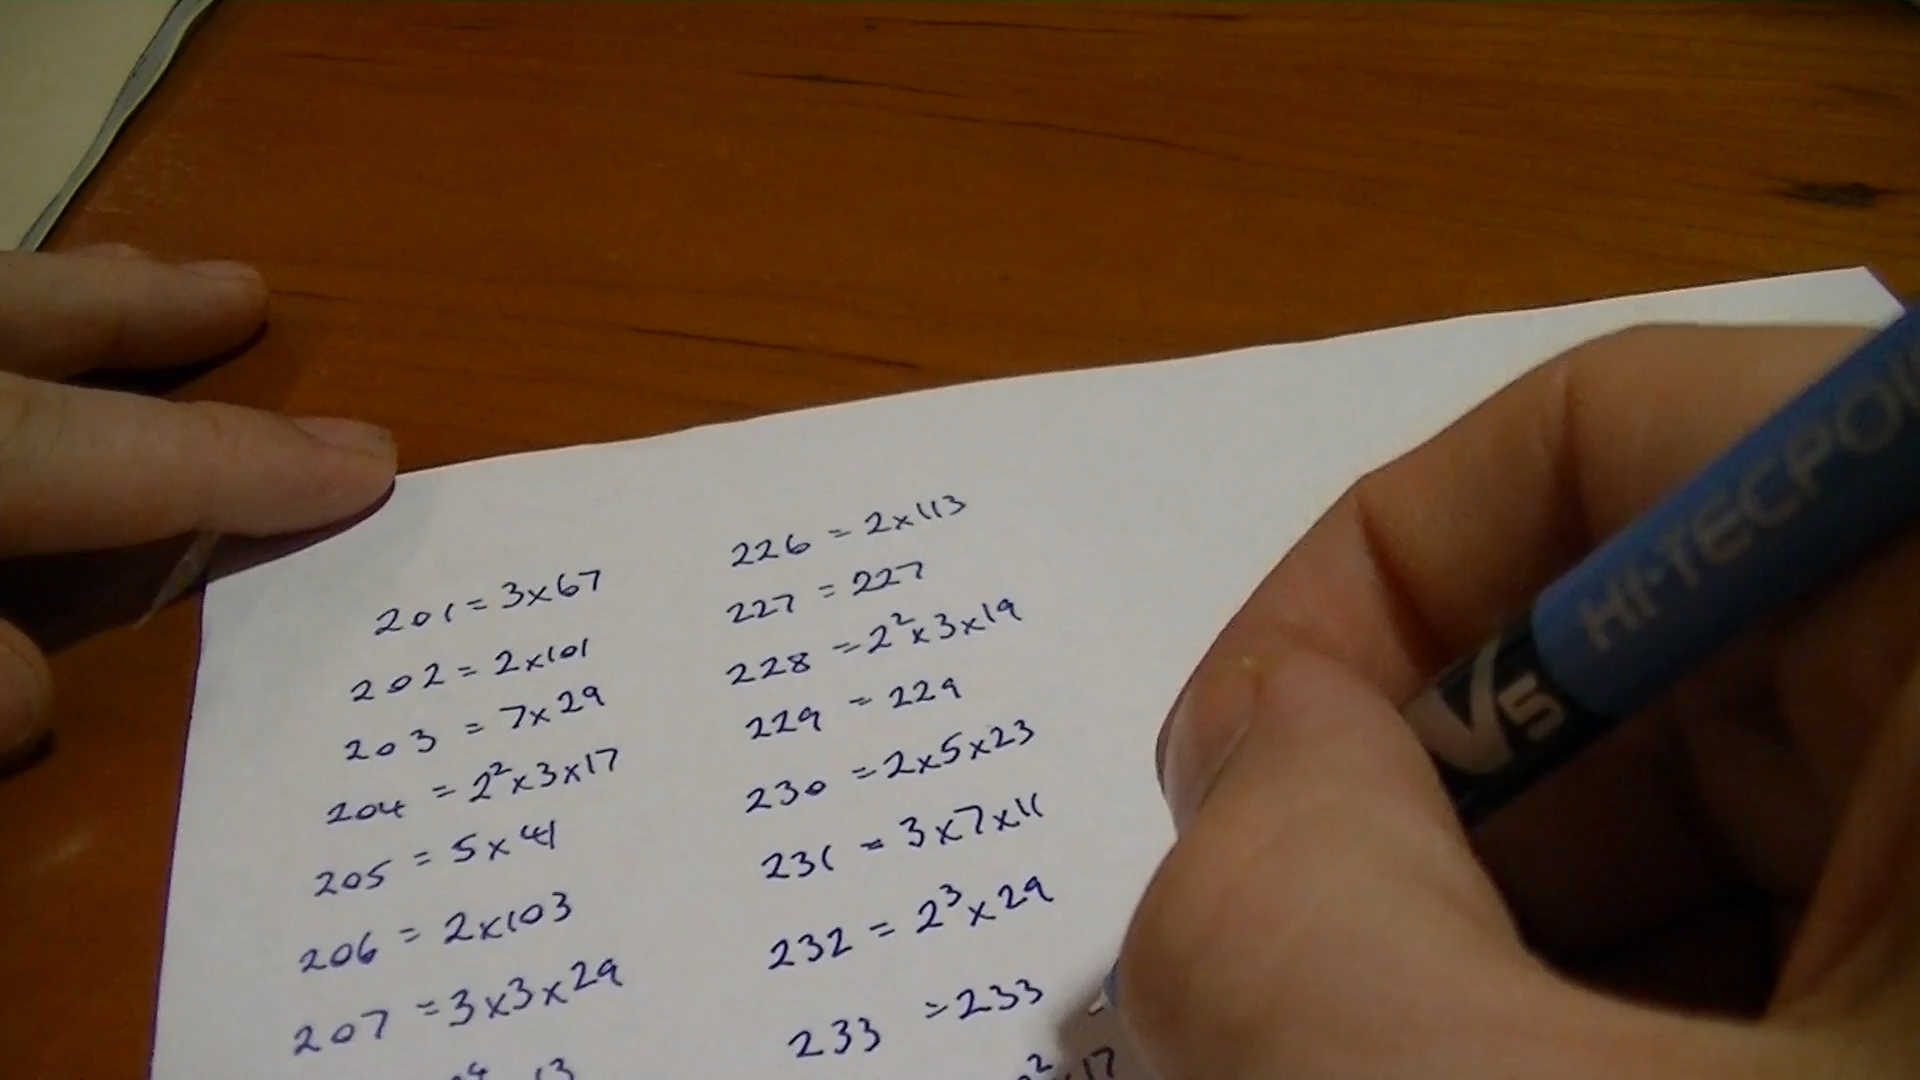 201 = 3x67
202 = 2x101
203 = 7x29
204 = 2²x3x17
205 = 5x41
206 = 2x103
207 = 3x3x29
226 = 2x113
227 = 227
228 = 2²x3x19
229 = 229
230 = 2x5x23
231 = 3x7x11
232 = 2³x29
233 = 233
HI-TECPOI
V5